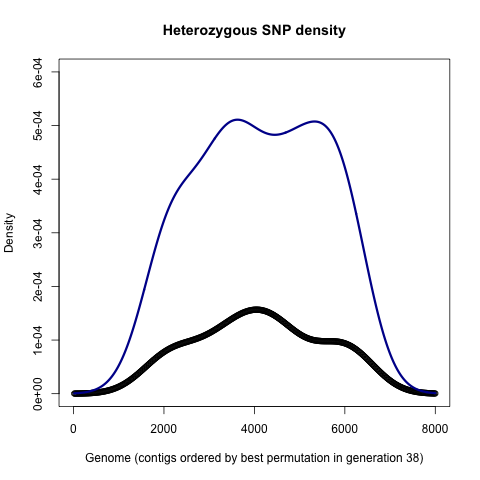 Heterozygous SNP density
Density
6e-04
5e-04
4e-04
3e-04
2e-04
1e-04
0e+00
0 2000 4000 6000 8000
Genome (contigs ordered by best permutation in generation 38)